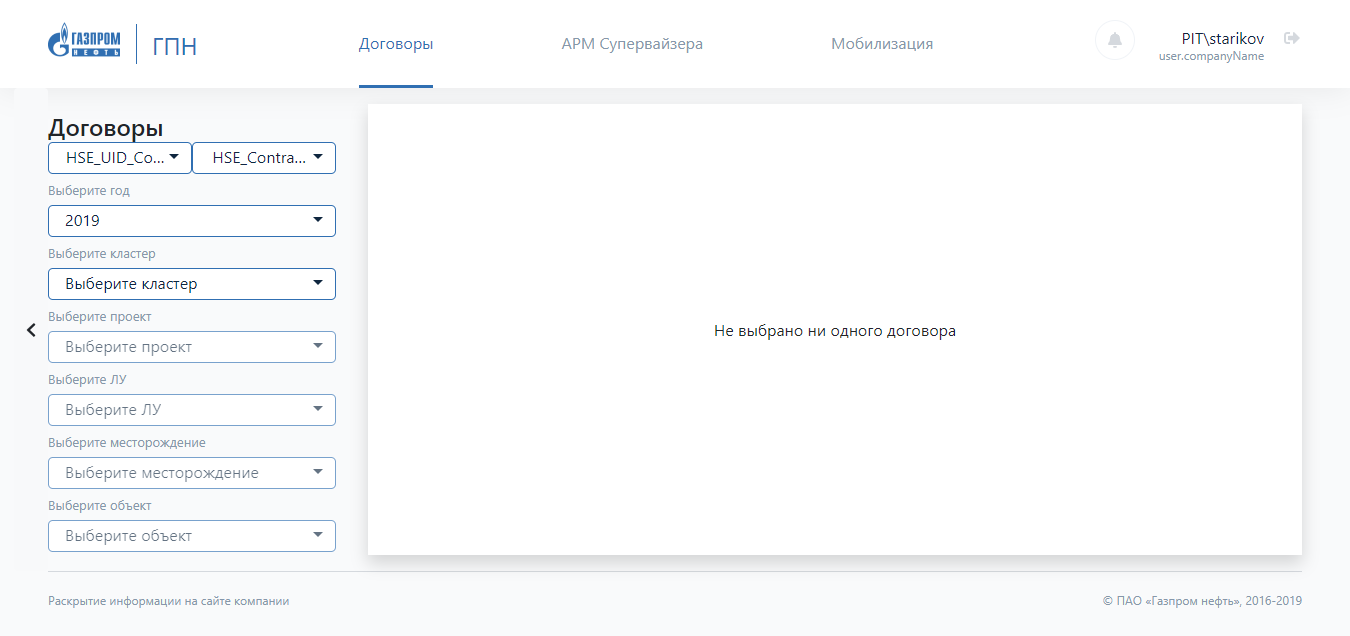 ГАЗПРОМ
НЕФТЬ
ГПН
Договоры
АРМ Супервайзера
Мобилизация
PIT\starikov
user.companyName
Договоры
HSE_UID_Co...
HSE_Contra...
Выберите год
2019
Выберите кластер
Выберите кластер
Выберите проект
Выберите проект
Выберите ЛУ
Выберите ЛУ
Выберите месторождение
Выберите месторождение
Выберите объект
Выберите объект
Не выбрано ни одного договора
Раскрытие информации на сайте компании
© ПАО «Газпром нефть», 2016-2019